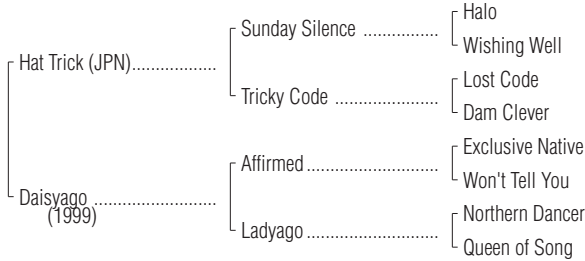 Halo
Sunday Silence .................
Wishing Well
Hat Trick (JPN)...................
Lost Code
Tricky Code .......................
Dam Clever
Exclusive Native
Affirmed.............................
Won't Tell You
Daisyago ...........................
(1999)
Northern Dancer
Ladyago.............................
Queen of Song